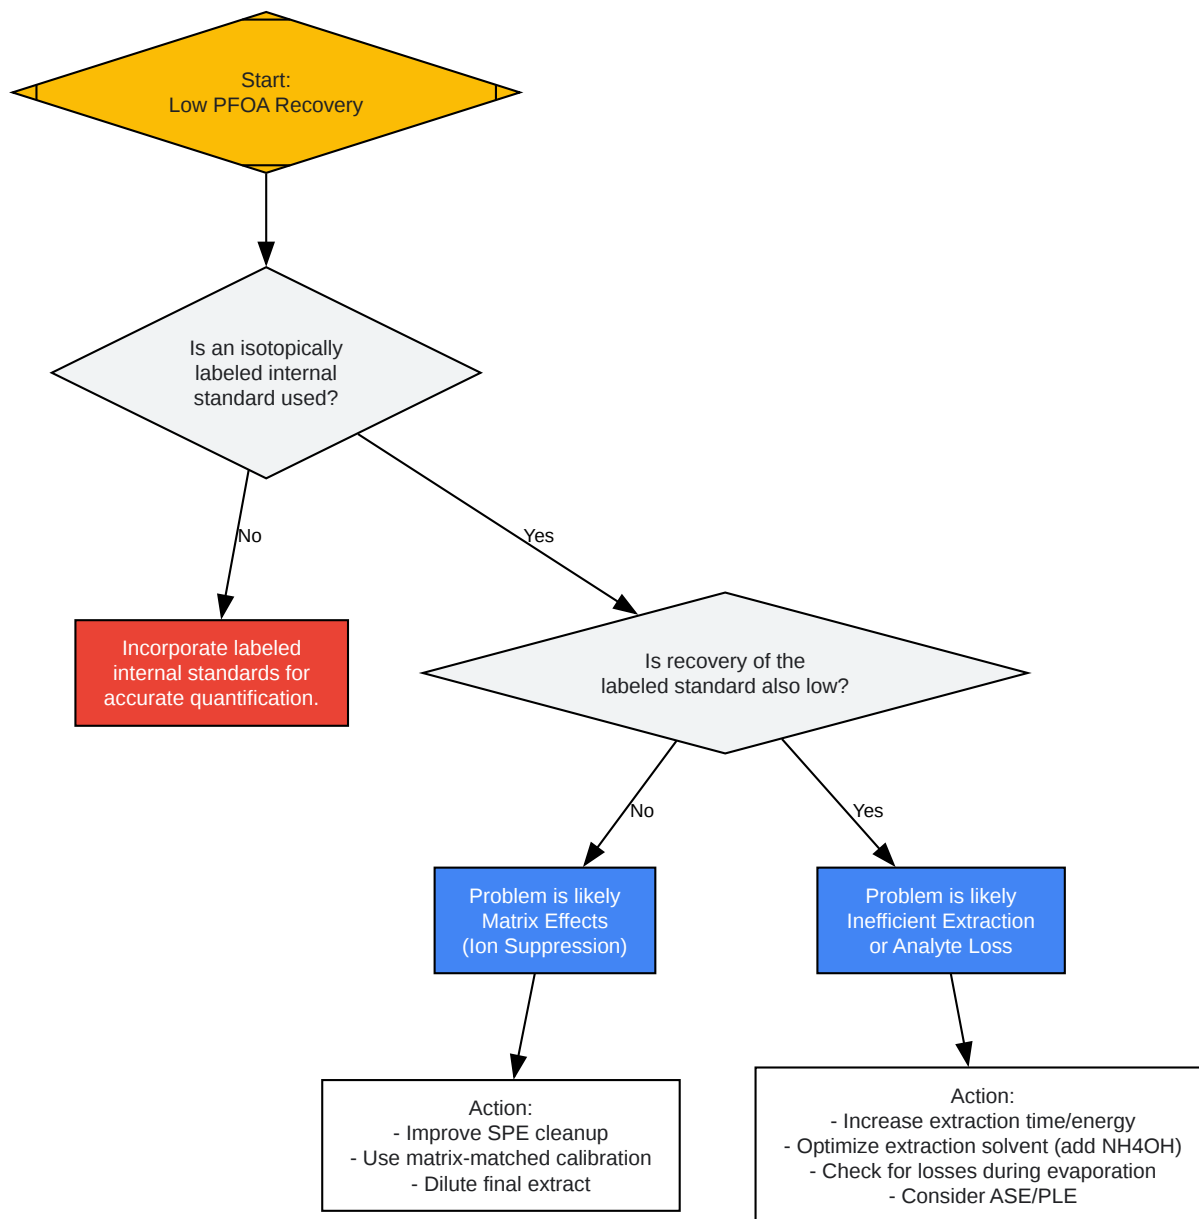 Start:
Low PFOA Recovery
Is an isotopically
labeled internal
standard used?
No
Yes
Incorporate labeled
internal standards for
accurate quantification.
Is recovery of the
labeled standard also low?
No
Yes
Problem is likely
Matrix Effects
(Ion Suppression)
Problem is likely
Inefficient Extraction
or Analyte Loss
Action:
- Improve SPE cleanup
- Use matrix-matched calibration
- Dilute final extract
Action:
- Increase extraction time/energy
- Optimize extraction solvent (add NH4OH)
- Check for losses during evaporation
- Consider ASE/PLE